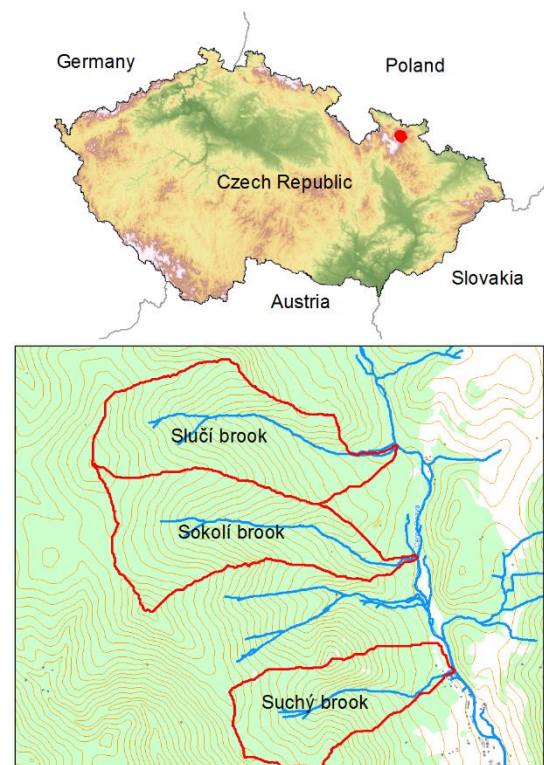 Germany
Poland
Czech Republic
Slovakia
Austria
Slučí brook
Sokolí brook
Suchý brook